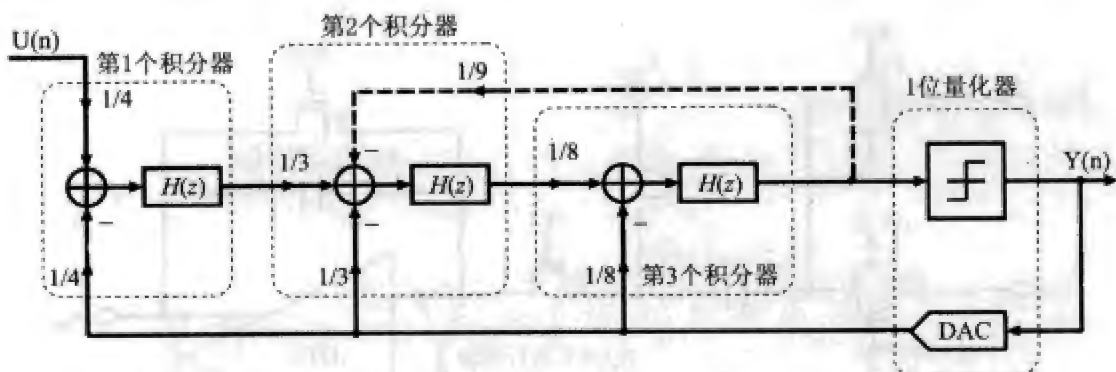 U(n)
第1个积分器
第2个积分器
1/9
1位量化器
1/4
1/3
1/8
Y(n)
H(z)
H(z)
H(z)
1/4
1/3
1/8
第3个积分器
DAC